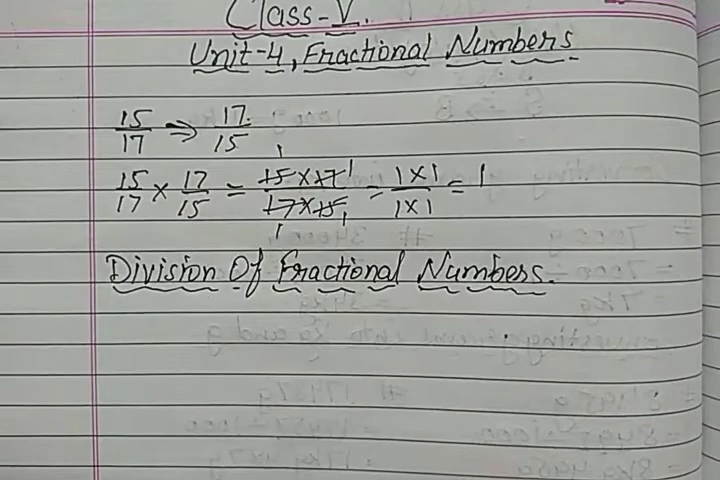 Class-V.
Unit-4, Fractional Numbers
15/17 ⇒ 17/15
15/17 × 17/15 = 15×17/17×15 = 1×1/1×1 = 1
Division Of Fractional Numbers.